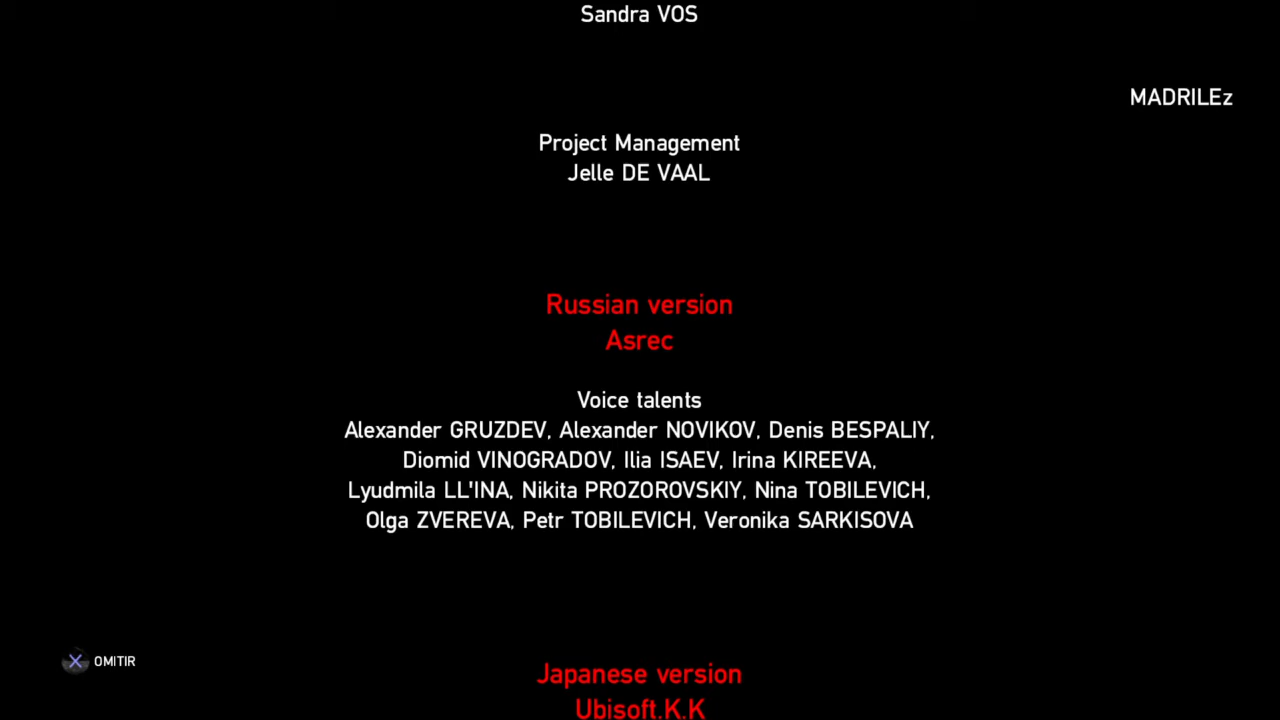 Sandra VOS
MADRILEz
Project Management
Jelle DE VAAL
Russian version
Asrec
Voice talents
Alexander GRUZDEV, Alexander NOVIKOV, Denis BESPALIY,
Diomid VINOGRADOV, Ilia ISAEV, Irina KIREEVA,
Lyudmila LL'INA, Nikita PROZOROVSKIY, Nina TOBILEVICH,
Olga ZVEREVA, Petr TOBILEVICH, Veronika SARKISOVA
OMITIR
Japanese version
Ubisoft.K.K